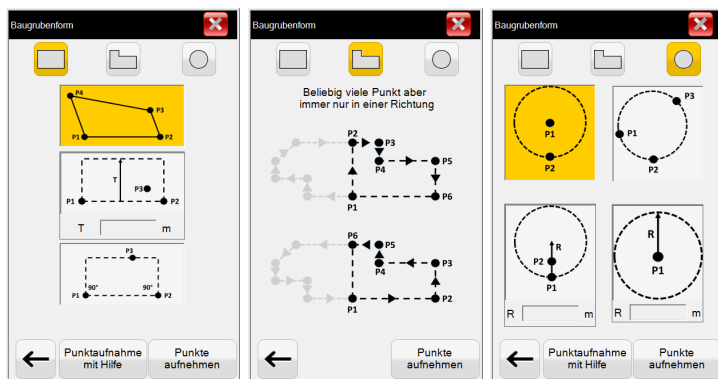 Baugrubenform
P4
P3
P1
P2
T
P3
P1
P2
T
m
P3
90°
90°
P1
P2
Punktaufnahme
mit Hilfe
Punkte
aufnehmen
Baugrubenform
Beliebig viele Punkt aber
immer nur in einer Richtung
P2
P3
P4
P5
P1
P6
P6
P5
P4
P3
P1
P2
Punkte
aufnehmen
Baugrubenform
P1
P2
P3
P1
P2
R
P2
P1
R
m
R
P1
R
m
Punktaufnahme
mit Hilfe
Punkte
aufnehmen